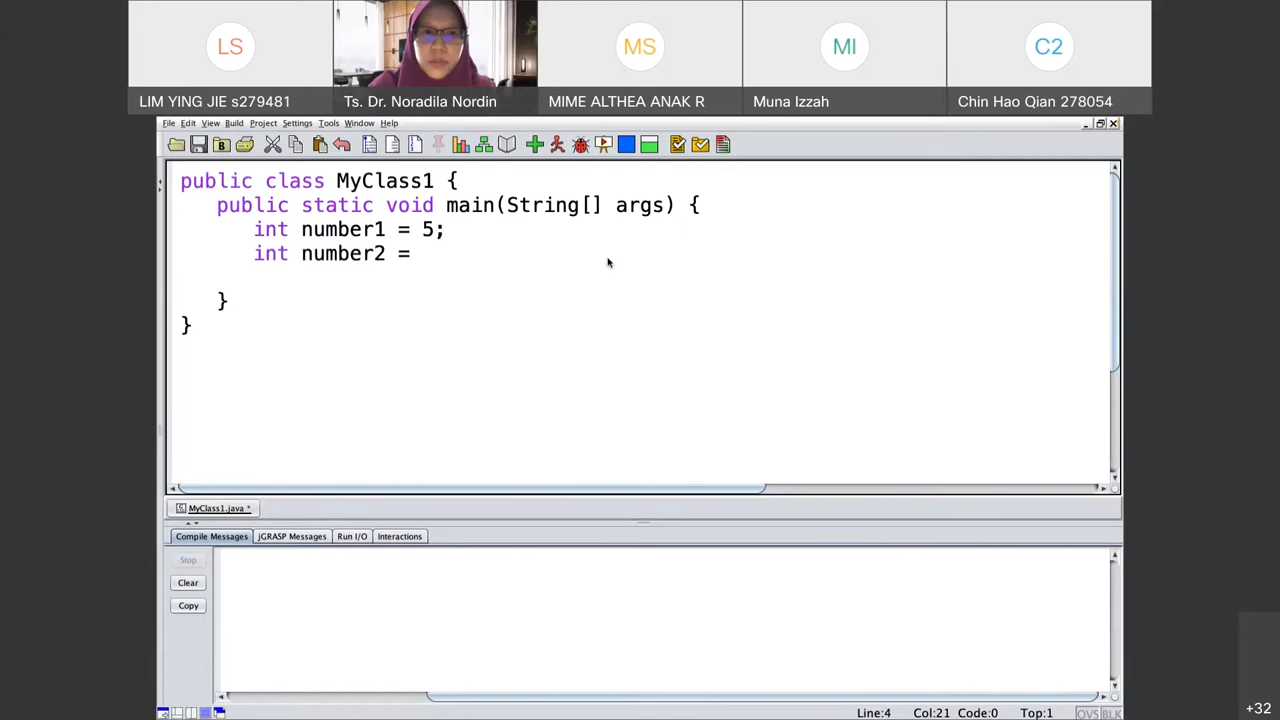 LS
MS
MI
C2
LIM YING JIE s279481
Ts. Dr. Noradila Nordin
MIME ALTHEA ANAK R
Muna Izzah
Chin Hao Qian 278054
File Edit View Build Project Settings Tools Window Help
B
public class MyClass1 {
public static void main(String[] args) {
int number1 = 5;
int number2 =
}
}
MyClass1.java *
Compile Messages jGRASP Messages Run I/O Interactions
Stop
Clear
Copy
Line:4 Col:21 Code:0 Top:1 OVS BLK
+32